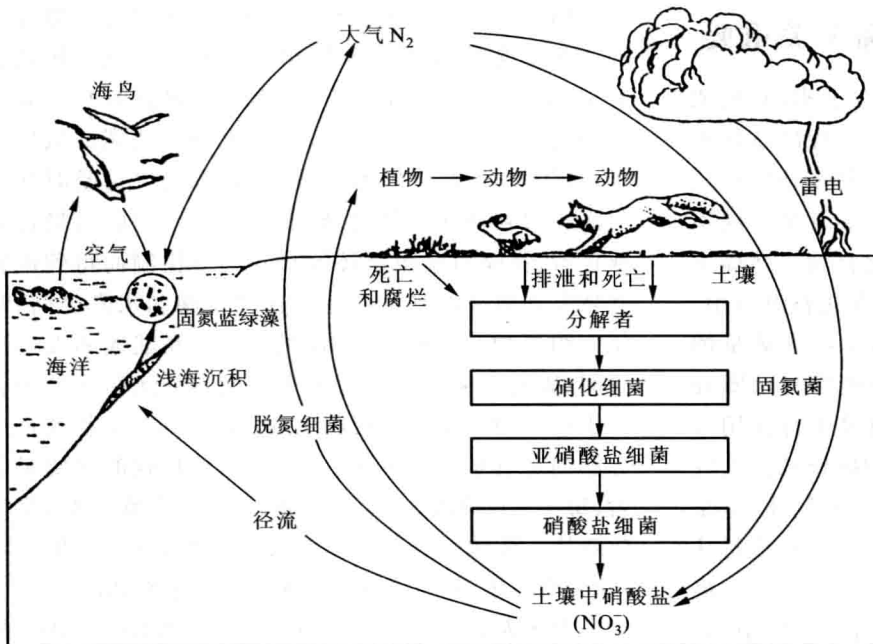 大气N₂
海鸟
植物 动物 动物
雷电
空气
死亡
和腐烂
排泄和死亡
土壤
固氮蓝绿藻
分解者
海洋
浅海沉积
硝化细菌
固氮菌
脱氮细菌
亚硝酸盐细菌
径流
硝酸盐细菌
土壤中硝酸盐
(NO₃⁻)